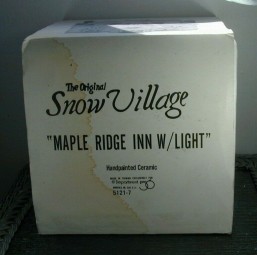 The Original
Snow Village
"MAPLE RIDGE INN W/LIGHT"
Handpainted Ceramic
5121-7